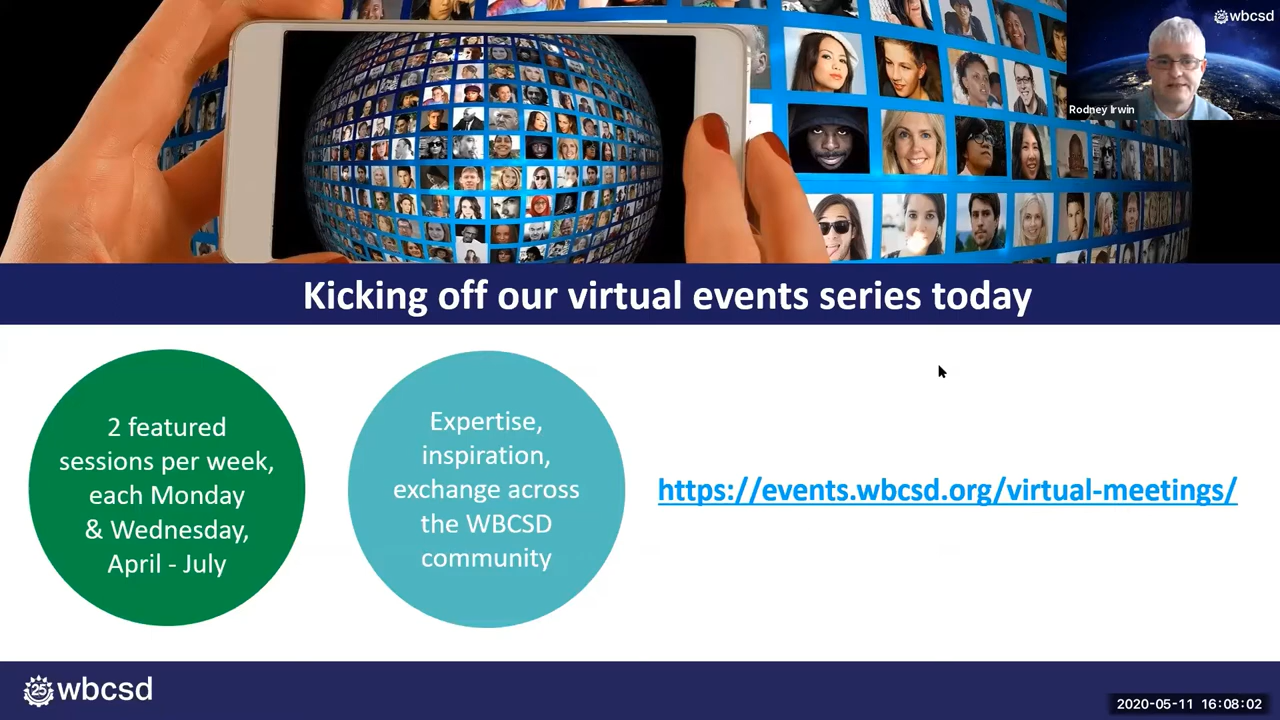 wbcsd
Rodney Irwin
Kicking off our virtual events series today
2 featured
sessions per week,
each Monday
& Wednesday,
April - July
Expertise,
inspiration,
exchange across
the WBCSD
community
https://events.wbcsd.org/virtual-meetings/
25 wbcsd
2020-05-11 16:08:02